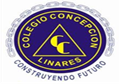 COLEGIO CONCEPCION
CC
LINARES
CONSTRUYENDO FUTURO